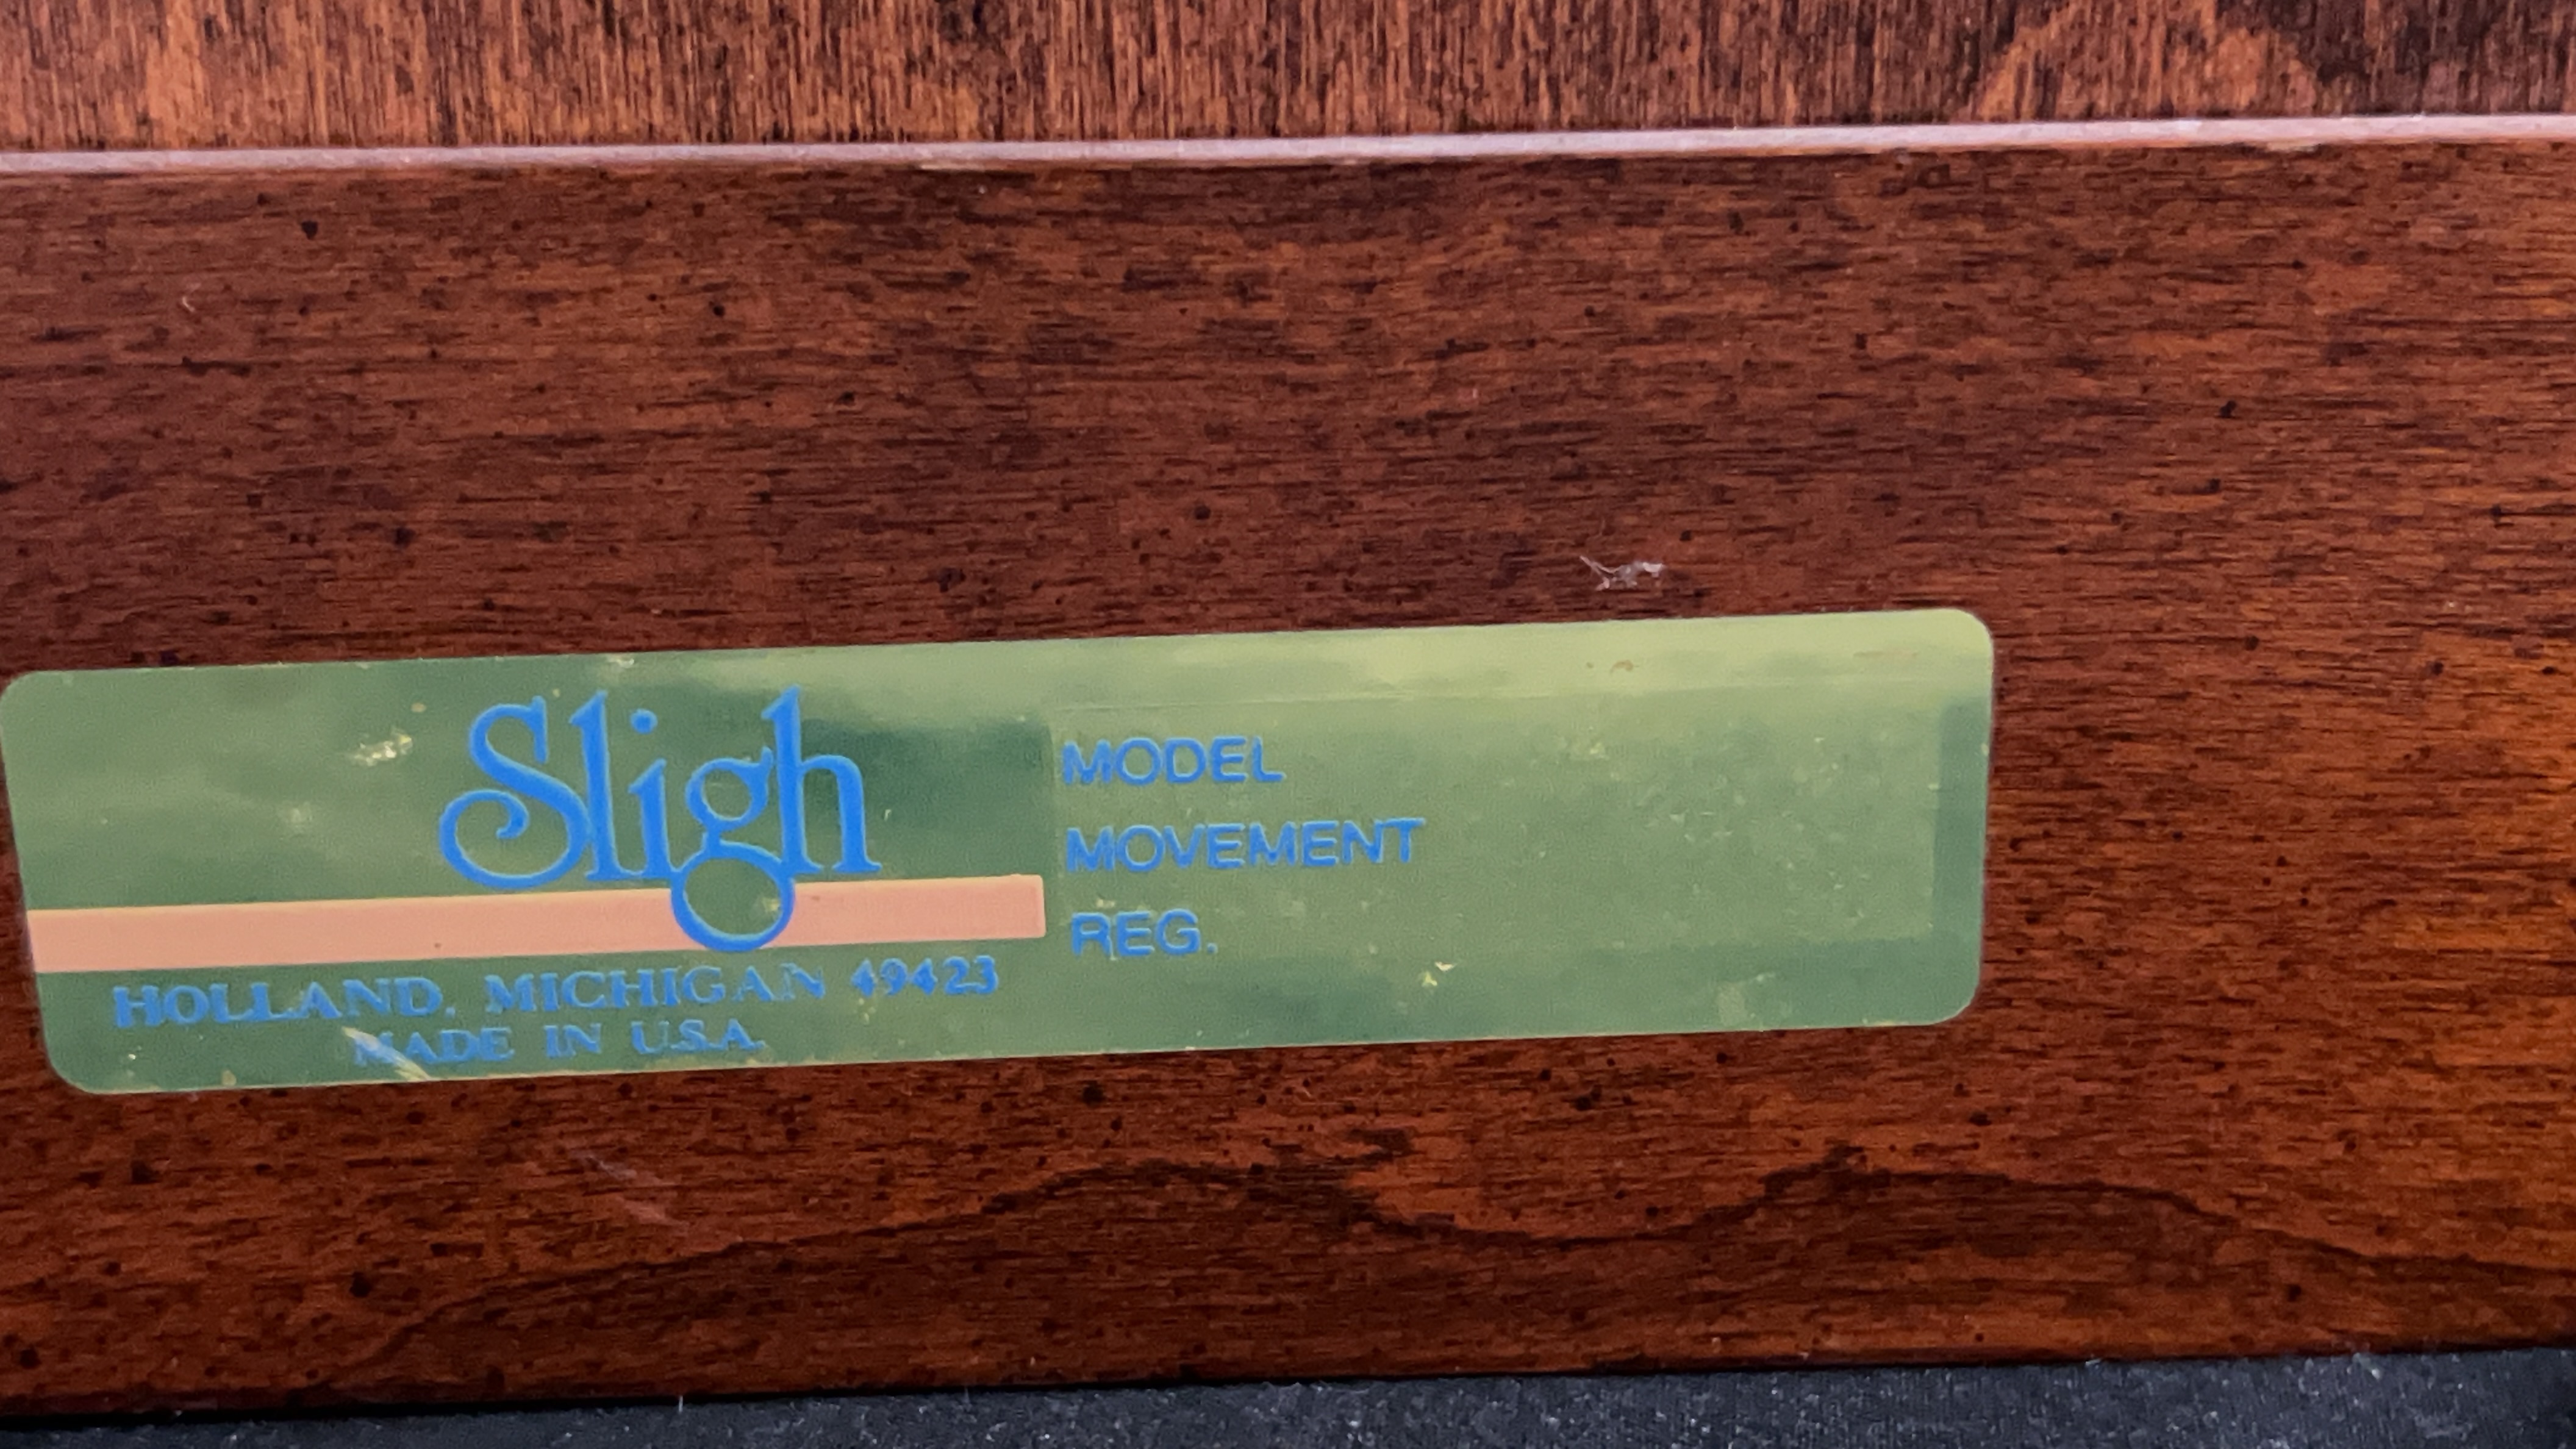 Sligh
HOLLAND, MICHIGAN 49423
MADE IN U.S.A.
MODEL
MOVEMENT
REG.